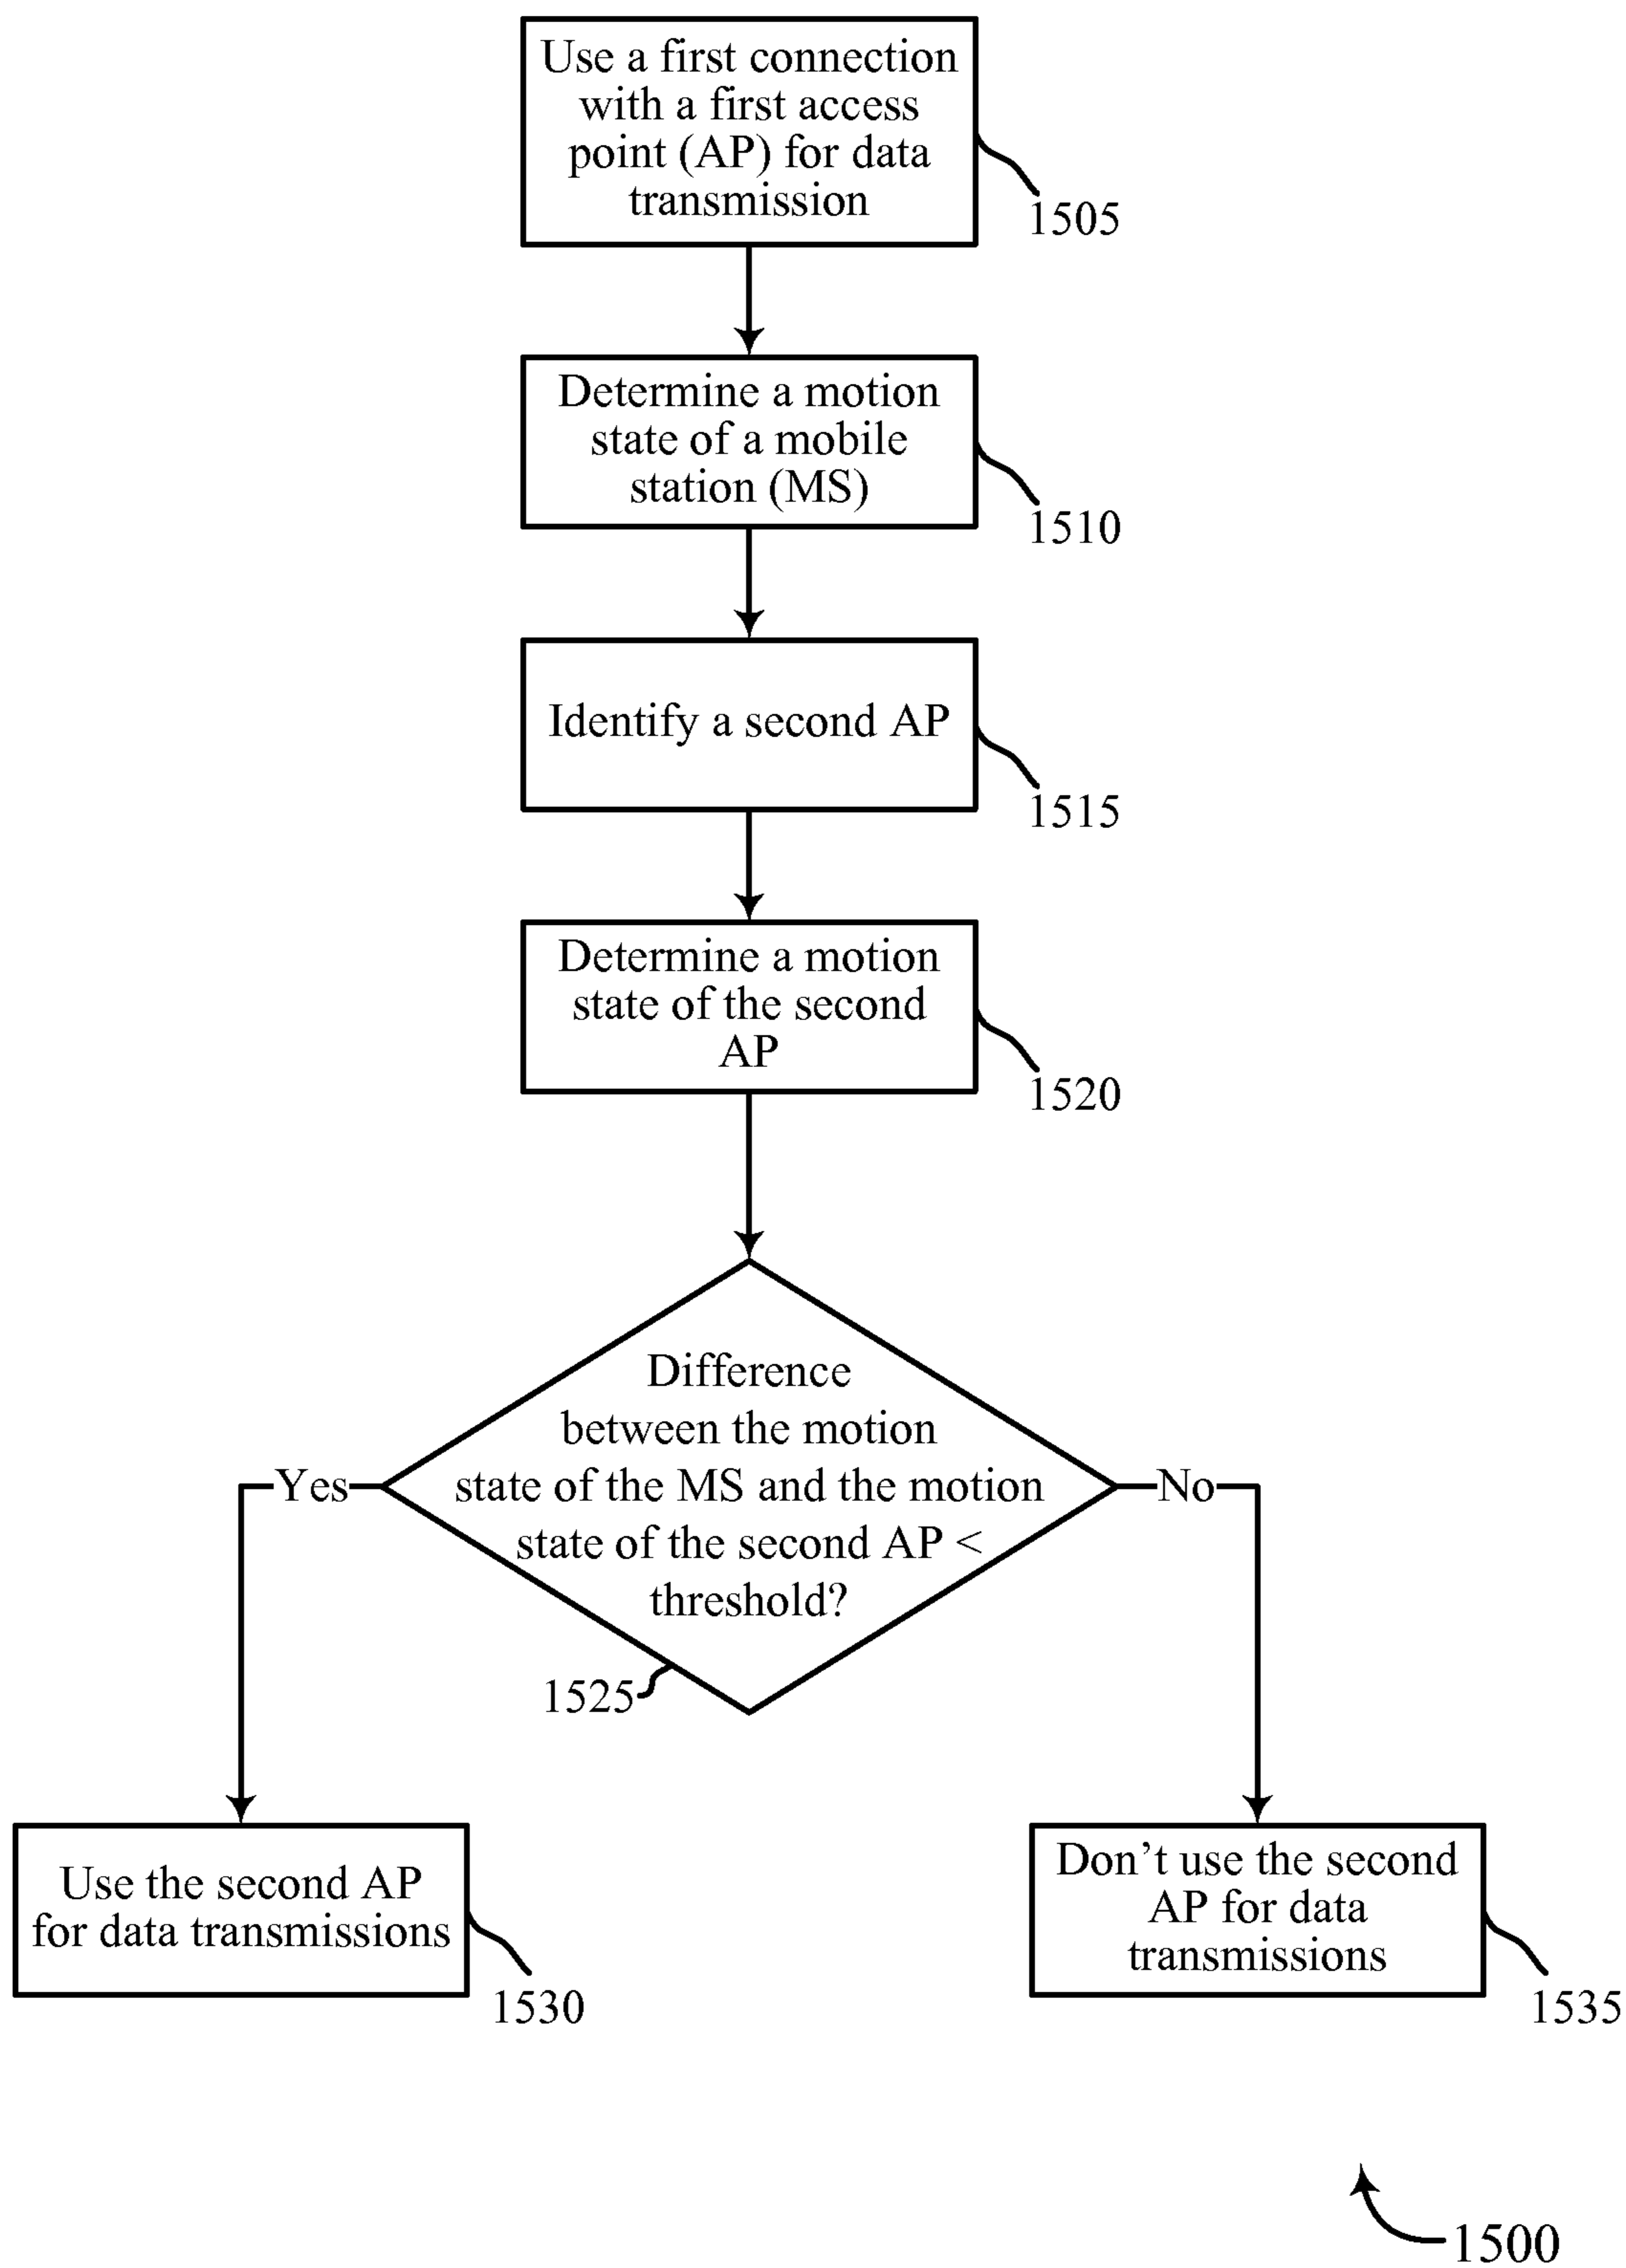 Use a first connection
with a first access
point (AP) for data
transmission
1505
Determine a motion
state of a mobile
station (MS)
1510
Identify a second AP
1515
Determine a motion
state of the second
AP
1520
Difference
between the motion
state of the MS and the motion
state of the second AP <
threshold?
Yes
No
1525
Use the second AP
for data transmissions
1530
Don’t use the second
AP for data
transmissions
1535
1500